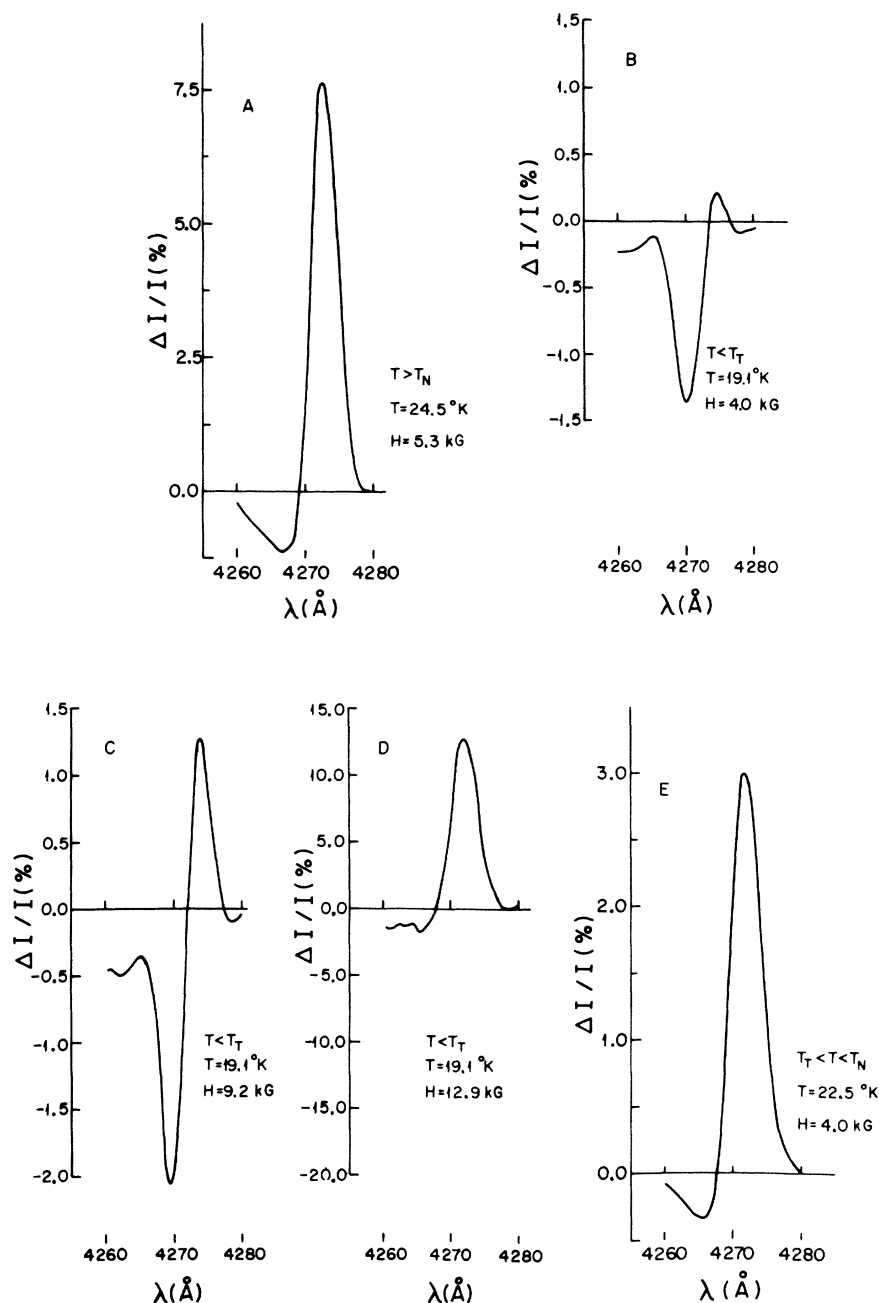 A
7.5
5.0
2.5
0.0
ΔI/I(%)
T>T_N
T=24.5°K
H=5.3 kG
4260 4270 4280
λ(Å)
B
1.5
1.0
0.5
0.0
-0.5
-1.0
-1.5
ΔI/I(%)
T<T_T
T=19.1°K
H=4.0 kG
4260 4270 4280
λ(Å)
C
1.5
1.0
0.5
0.0
-0.5
-1.0
-1.5
-2.0
ΔI/I(%)
T<T_T
T=19.1°K
H=9.2 kG
4260 4270 4280
λ(Å)
D
15.0
10.0
5.0
0.0
-5.0
-10.0
-15.0
-20.0
ΔI/I(%)
T<T_T
T=19.1°K
H=12.9 kG
4260 4270 4280
λ(Å)
E
3.0
2.0
1.0
0.0
ΔI/I(%)
T_T<T<T_N
T=22.5 °K
H=4.0 kG
4260 4270 4280
λ(Å)